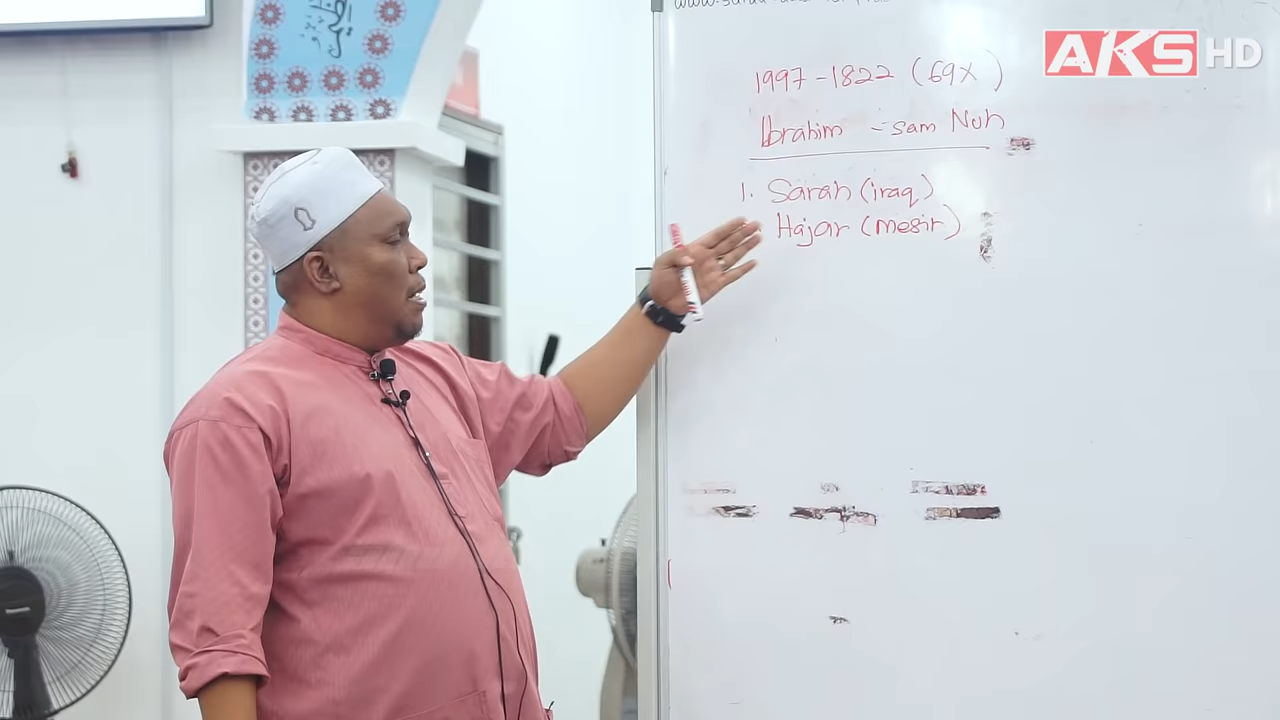 AKS HD
1997 - 1822 (69x)
Ibrahim - sam Nuh
1. Sarah (iraq)
Hajar (mesir)